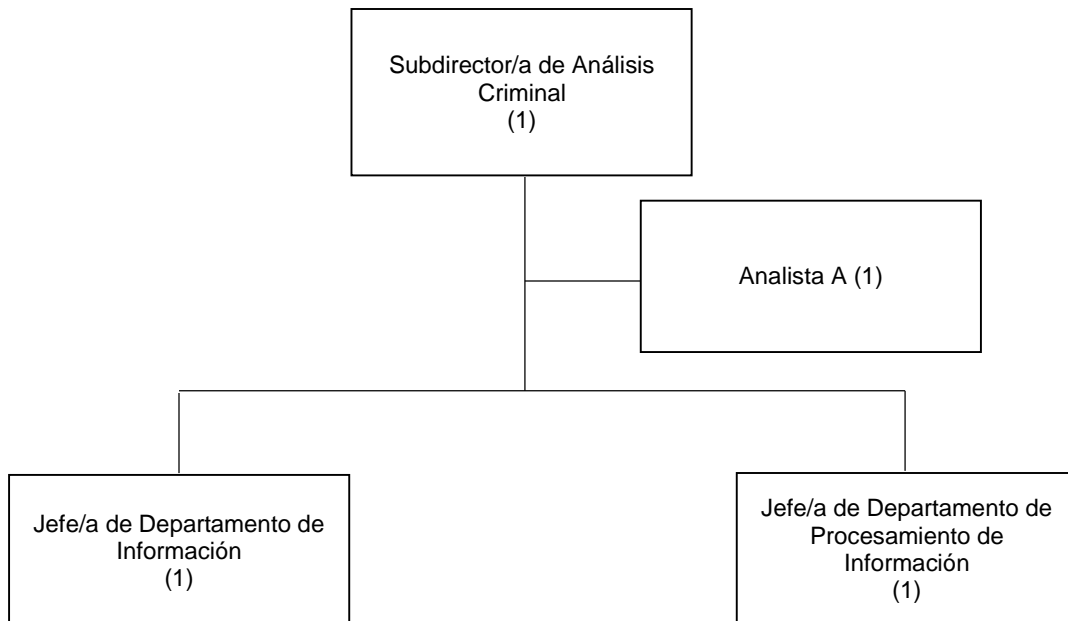 Subdirector/a de Análisis
Criminal
(1)
Analista A (1)
Jefe/a de Departamento de
Información
(1)
Jefe/a de Departamento de
Procesamiento de
Información
(1)